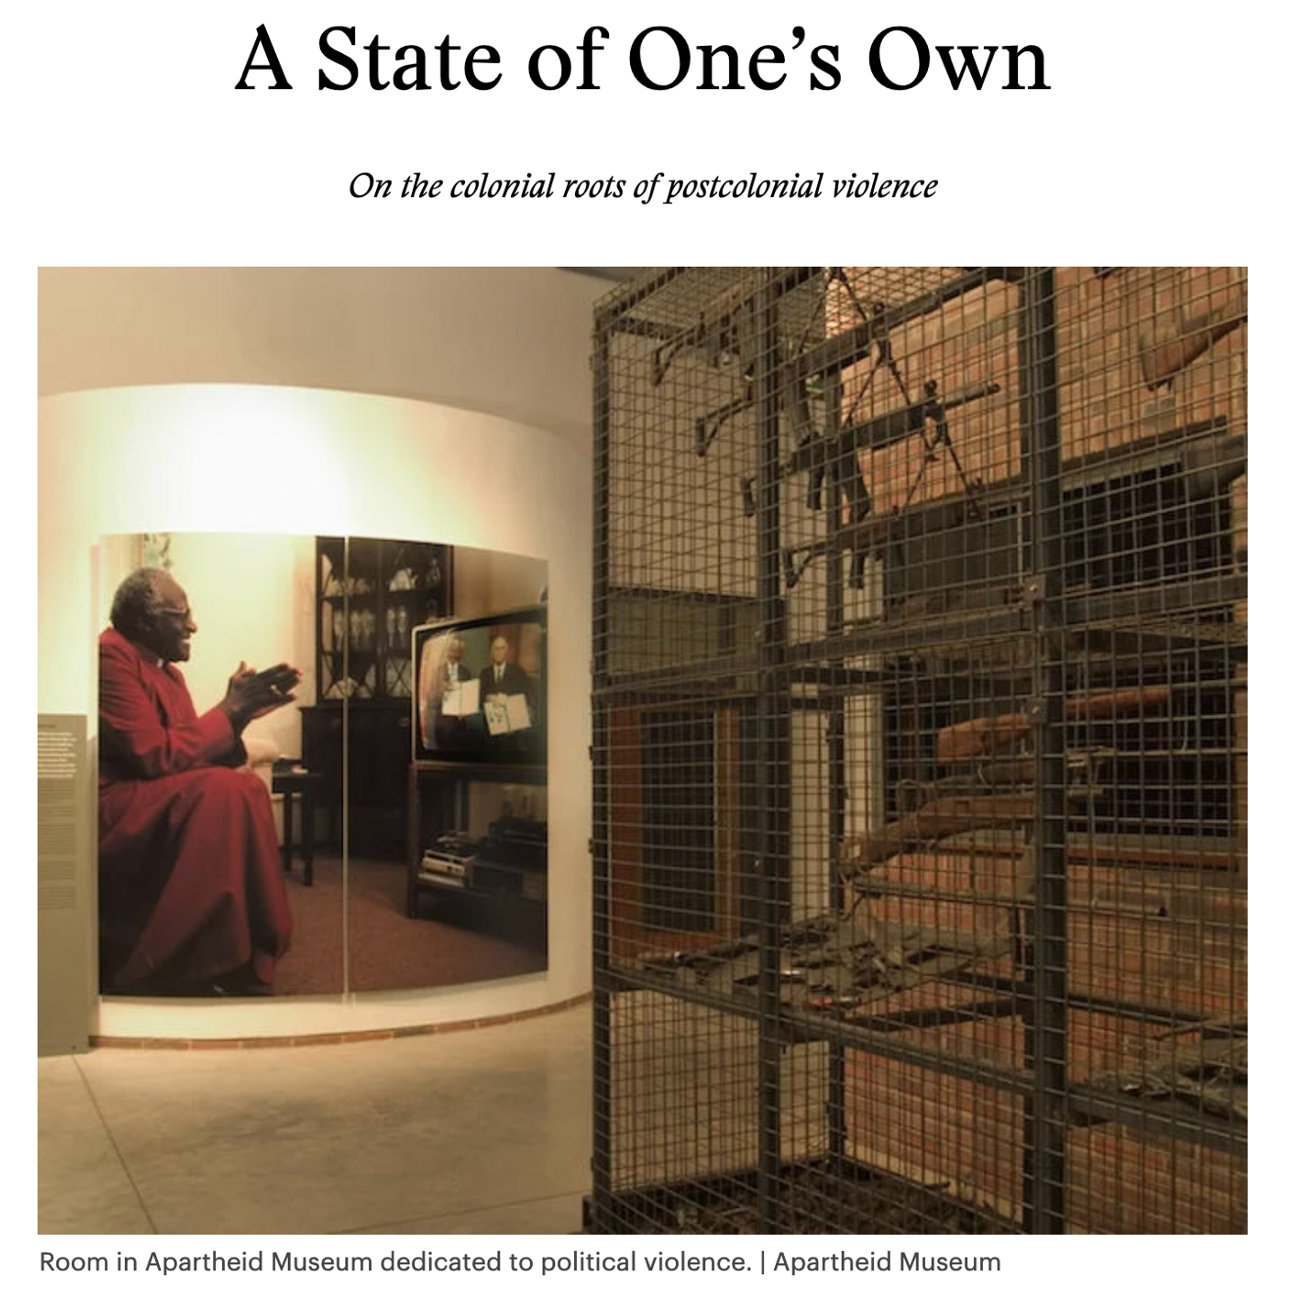 A State of One’s Own
On the colonial roots of postcolonial violence
Room in Apartheid Museum dedicated to political violence. | Apartheid Museum